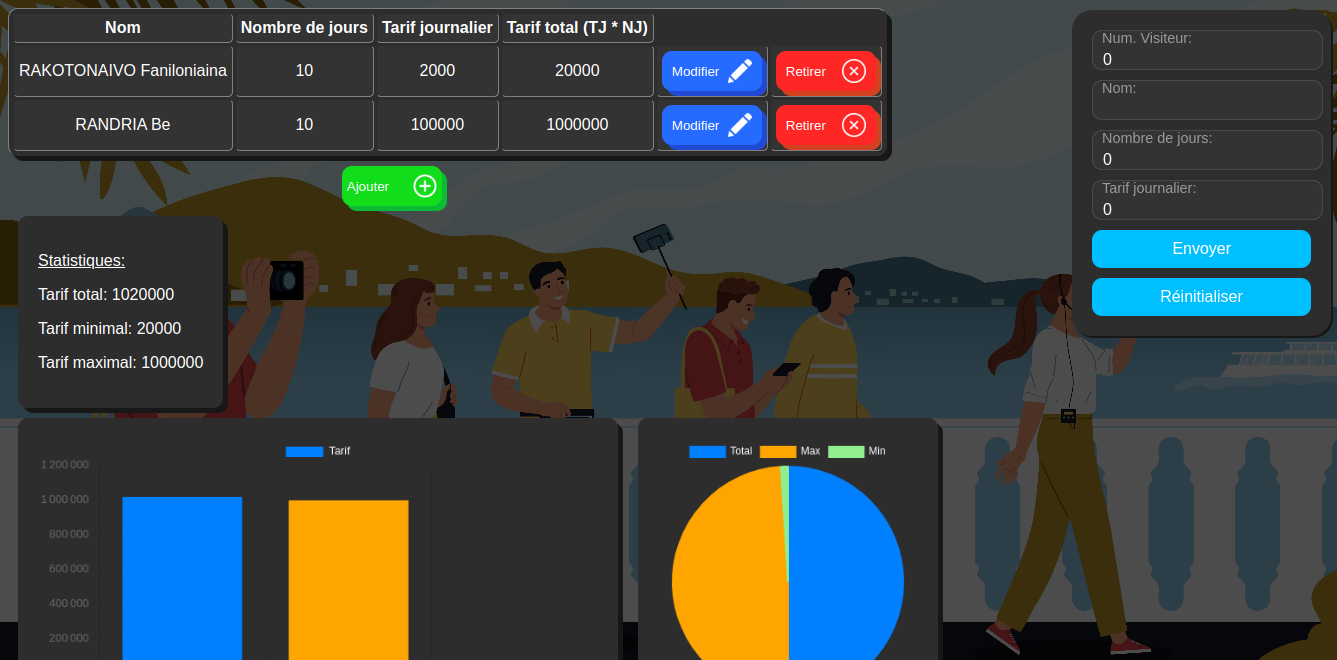 Nom Nombre de jours Tarif journalier Tarif total (TJ * NJ)
RAKOTONAIVO Faniloniaina 10 2000 20000 Modifier Retirer
RANDRIA Be 10 100000 1000000 Modifier Retirer
Ajouter
Num. Visiteur:
0
Nom:
Nombre de jours:
0
Tarif journalier:
0
Envoyer
Réinitialiser
Statistiques:
Tarif total: 1020000
Tarif minimal: 20000
Tarif maximal: 1000000
Tarif
1 200 000
1 000 000
800 000
600 000
400 000
200 000
Total Max Min